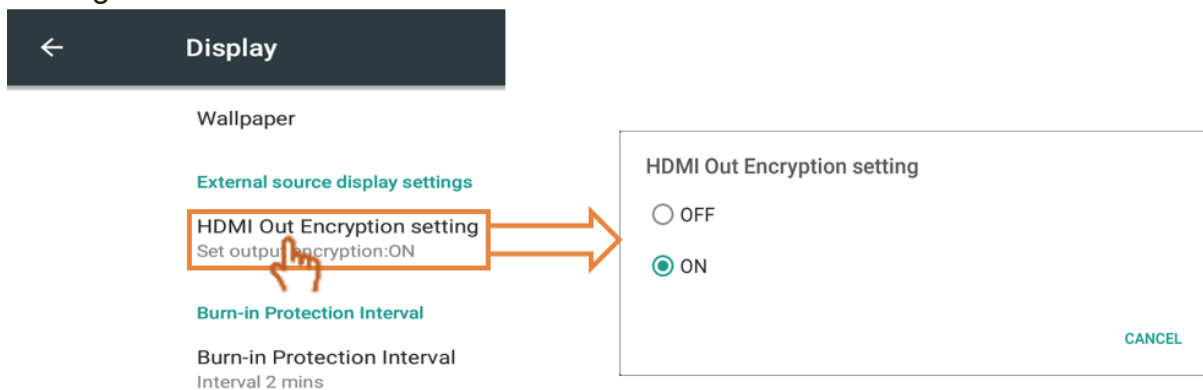 Display
Wallpaper
External source display settings
HDMI Out Encryption setting
Set output encryption:ON
Burn-in Protection Interval
Burn-in Protection Interval
Interval 2 mins
HDMI Out Encryption setting
OFF
ON
CANCEL